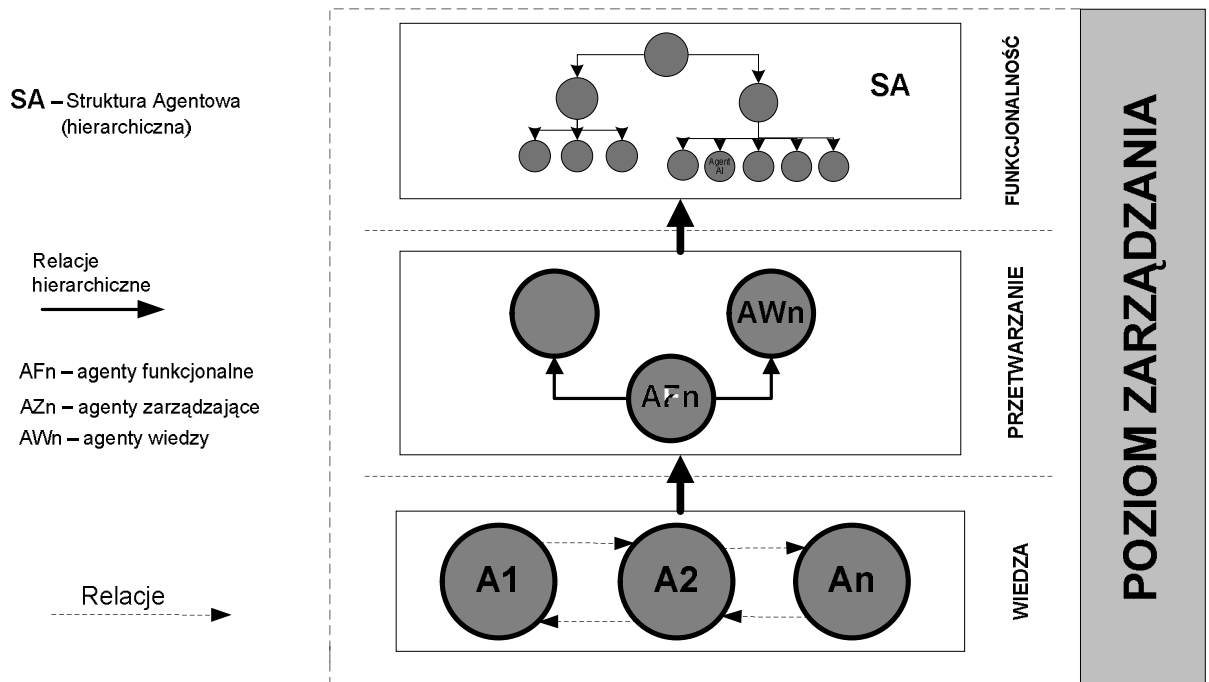 SA – Struktura Agentowa
(hierarchiczna)
Relacje
hierarchiczne
AFn – agenty funkcjonalne
AZn – agenty zarządzające
AWn – agenty wiedzy
Relacje
SA
Agent
AI
AWn
A1
A2
An
FUNKCJONALNOŚĆ
PRZETWARZANIE
WIEDZA
POZIOM ZARZĄDZANIA